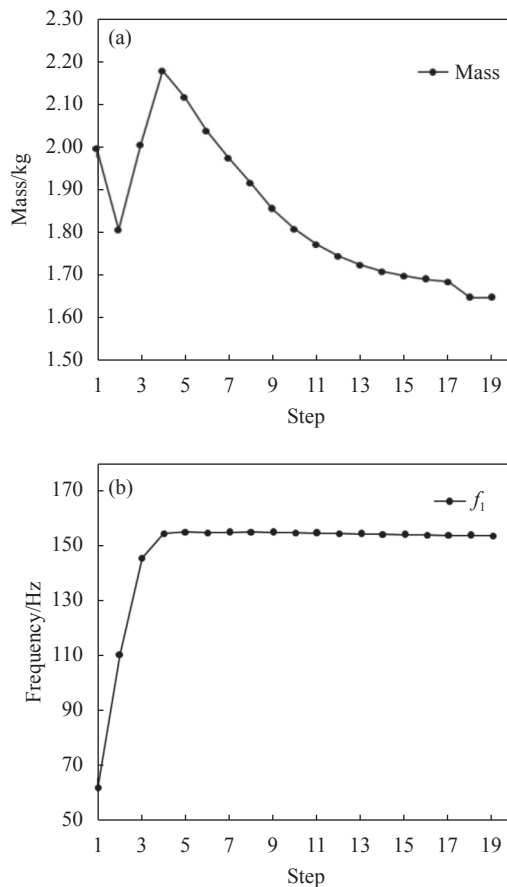 (a)
Mass
2.30
2.20
2.10
2.00
1.90
1.80
1.70
1.60
1.50
Mass/kg
1 3 5 7 9 11 13 15 17 19
Step
(b)
f₁
170
150
130
110
90
70
50
Frequency/Hz
1 3 5 7 9 11 13 15 17 19
Step